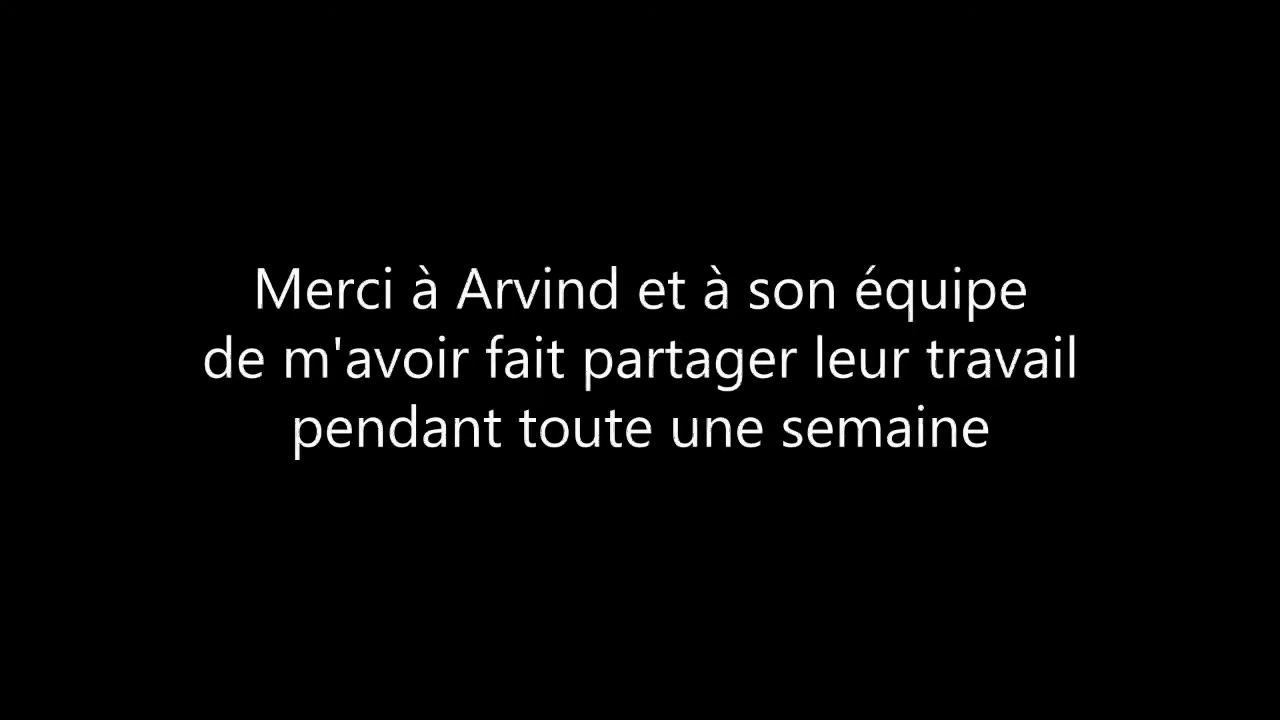 Merci à Arvind et à son équipe
de m'avoir fait partager leur travail
pendant toute une semaine